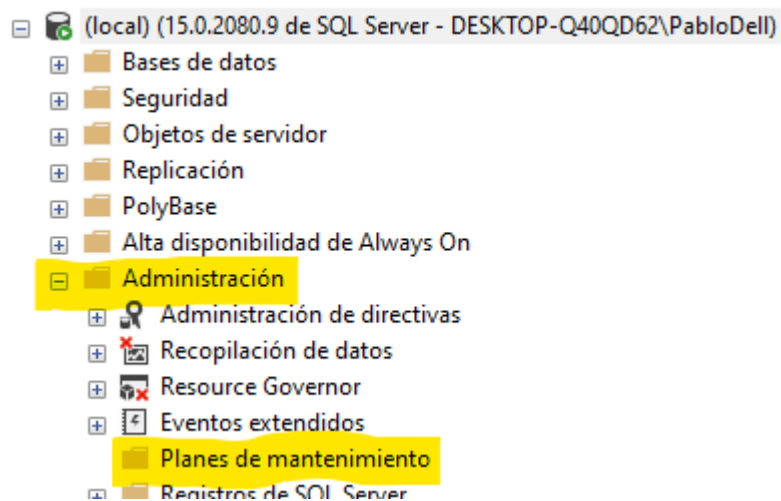 (local) (15.0.2080.9 de SQL Server - DESKTOP-Q40QD62\PabloDell)
Bases de datos
Seguridad
Objetos de servidor
Replicación
PolyBase
Alta disponibilidad de Always On
Administración
Administración de directivas
Recopilación de datos
Resource Governor
Eventos extendidos
Planes de mantenimiento
Registros de SQL Server